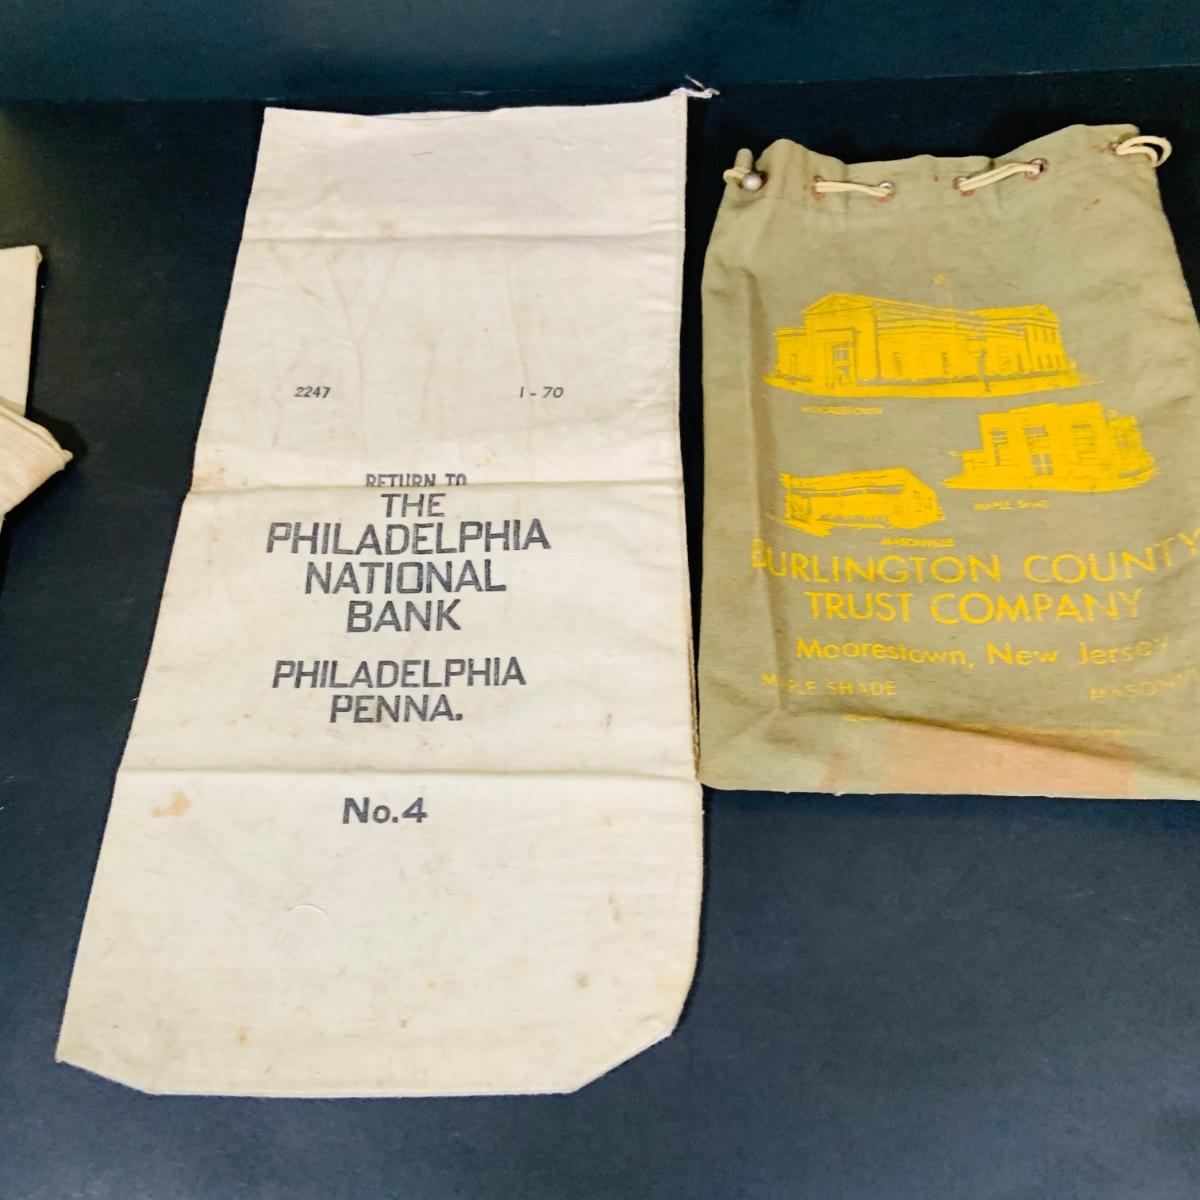 2247 I - 70
RETURN TO
THE
PHILADELPHIA
NATIONAL
BANK
PHILADELPHIA
PENNA.
No.4
MOORESTOWN
MAPLE SHADE
MASONVILLE
BURLINGTON COUNTY
TRUST COMPANY
Moorestown, New Jersey
MAPLE SHADE